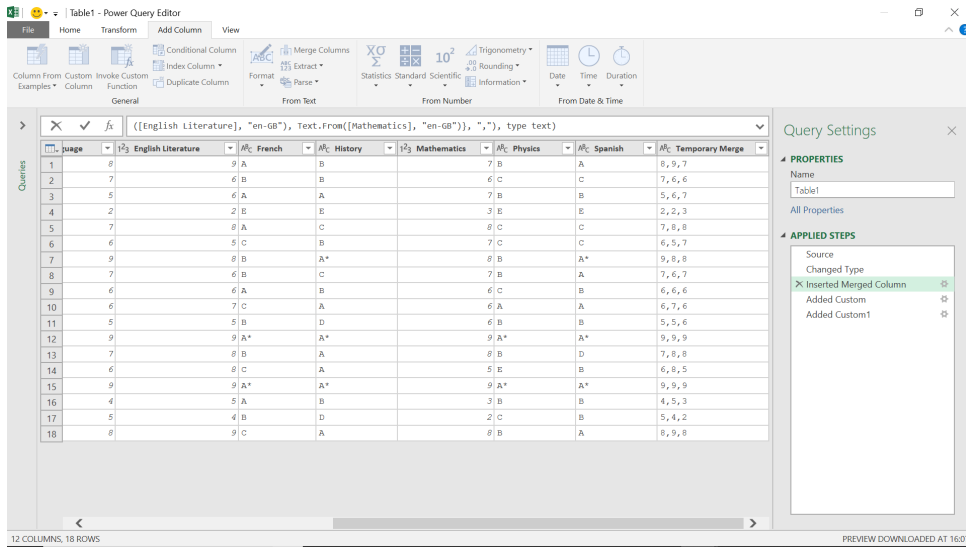 Table1 - Power Query Editor
File Home Transform Add Column View
Column From Examples
Custom Column
Invoke Custom Function
Conditional Column
Index Column
Duplicate Column
General
Format
Merge Columns
Extract
Parse
From Text
Statistics
Standard
Scientific
Trigonometry
Rounding
Information
From Number
Date
Time
Duration
From Date & Time
Queries
fx ([English Literature], "en-GB"), Text.From([Mathematics], "en-GB")}, ","), type text)
guage English Literature French History Mathematics Physics Spanish Temporary Merge
1 8 9 A B 7 B A 8,9,7
2 7 6 B B 6 C C 7,6,6
3 5 6 A A 7 B B 5,6,7
4 2 2 E E 3 E E 2,2,3
5 7 8 A C 8 C C 7,8,8
6 6 5 C B 7 C C 6,5,7
7 9 8 B A* 8 B A* 9,8,8
8 7 6 B C 7 B A 7,6,7
9 6 6 A B 6 C B 6,6,6
10 6 7 C A 6 A A 6,7,6
11 5 5 B D 6 B B 5,5,6
12 9 9 A* A* 9 A* A* 9,9,9
13 7 8 B A 8 B D 7,8,8
14 6 8 C A 5 E B 6,8,5
15 9 9 A* A* 9 A* A* 9,9,9
16 4 5 A B 3 B B 4,5,3
17 5 4 B D 2 C B 5,4,2
18 8 9 C A 8 B A 8,9,8
Query Settings
PROPERTIES
Name
Table1
All Properties
APPLIED STEPS
Source
Changed Type
Inserted Merged Column
Added Custom
Added Custom1
12 COLUMNS, 18 ROWS
PREVIEW DOWNLOADED AT 16:0